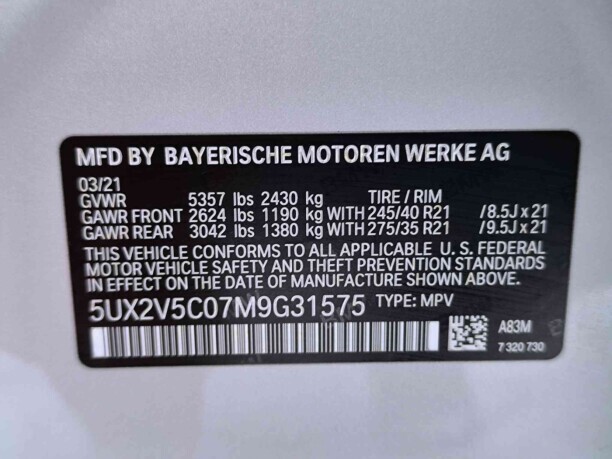 MFD BY BAYERISCHE MOTOREN WERKE AG
03/21
GVWR 5357 lbs 2430 kg TIRE / RIM
GAWR FRONT 2624 lbs 1190 kg WITH 245/40 R21 /8.5J x 21
GAWR REAR 3042 lbs 1380 kg WITH 275/35 R21 /9.5J x 21
THIS VEHICLE CONFORMS TO ALL APPLICABLE U. S. FEDERAL
MOTOR VEHICLE SAFETY AND THEFT PREVENTION STANDARDS
IN EFFECT ON THE DATE OF MANUFACTURE SHOWN ABOVE.
5UX2V5C07M9G31575 TYPE: MPV
A83M
7 320 730